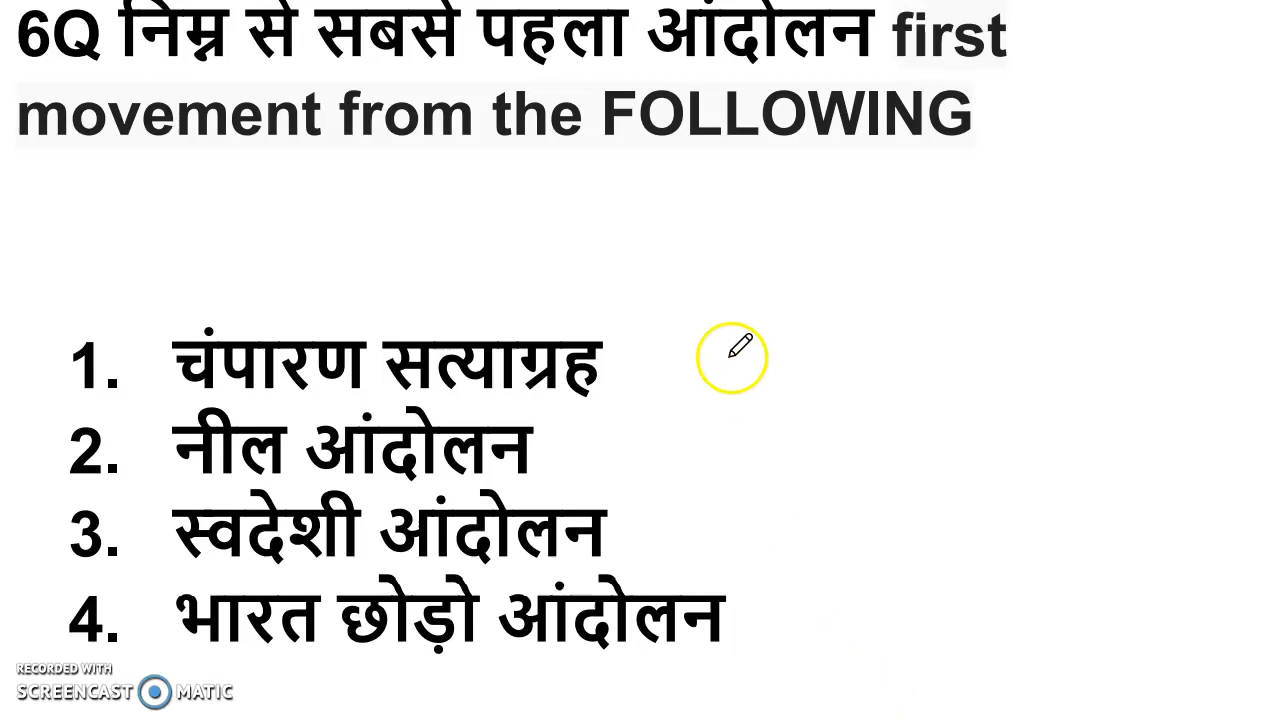 6Q निम्न से सबसे पहला आंदोलन first
movement from the FOLLOWING
1. चंपारण सत्याग्रह
2. नील आंदोलन
3. स्वदेशी आंदोलन
4. भारत छोड़ो आंदोलन
RECORDED WITH
SCREENCAST MATIC